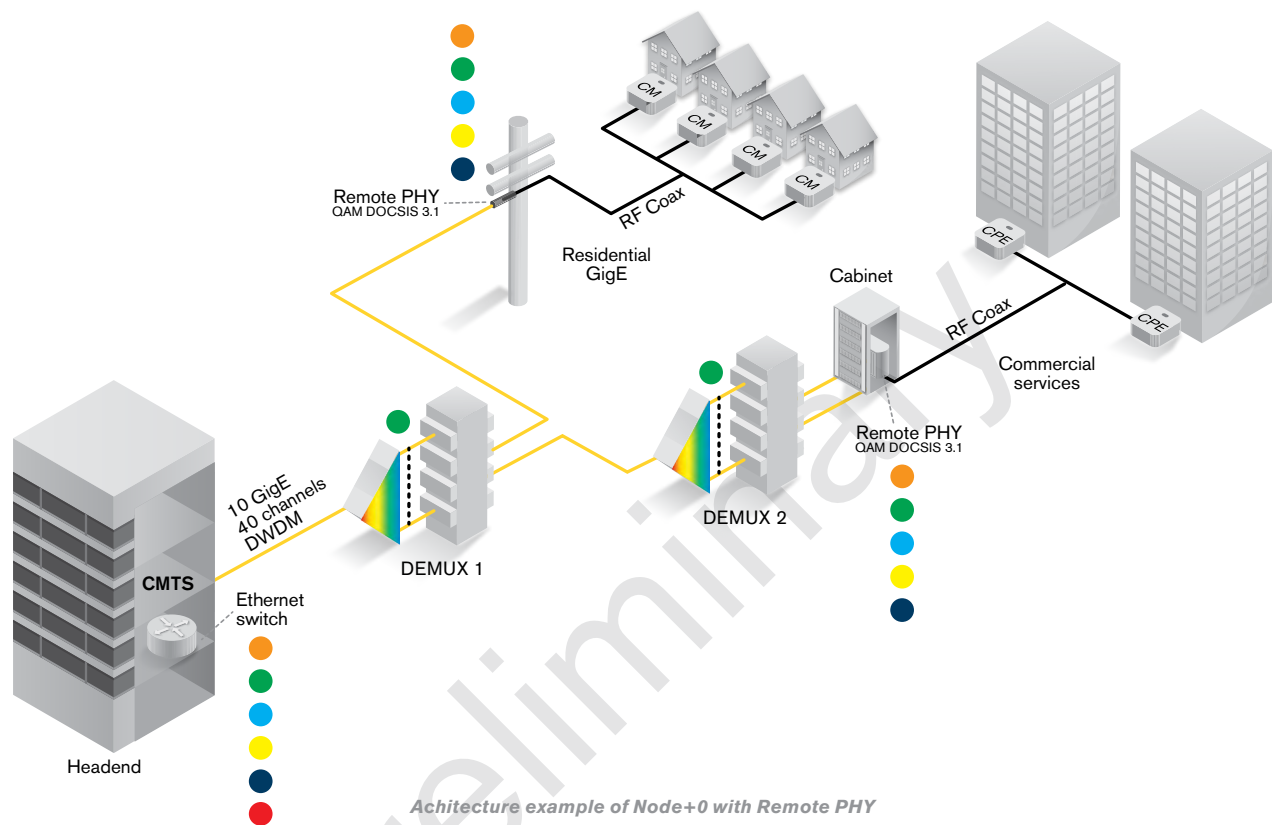 CM
CM
CM
CM
Remote PHY
QAM DOCSIS 3.1
RF Coax
Residential
GigE
CPE
CPE
Cabinet
RF Coax
Commercial
services
Remote PHY
QAM DOCSIS 3.1
10 GigE
40 channels
DWDM
DEMUX 1
DEMUX 2
CMTS
Ethernet
switch
Headend
Achitecture example of Node+0 with Remote PHY
eliminary